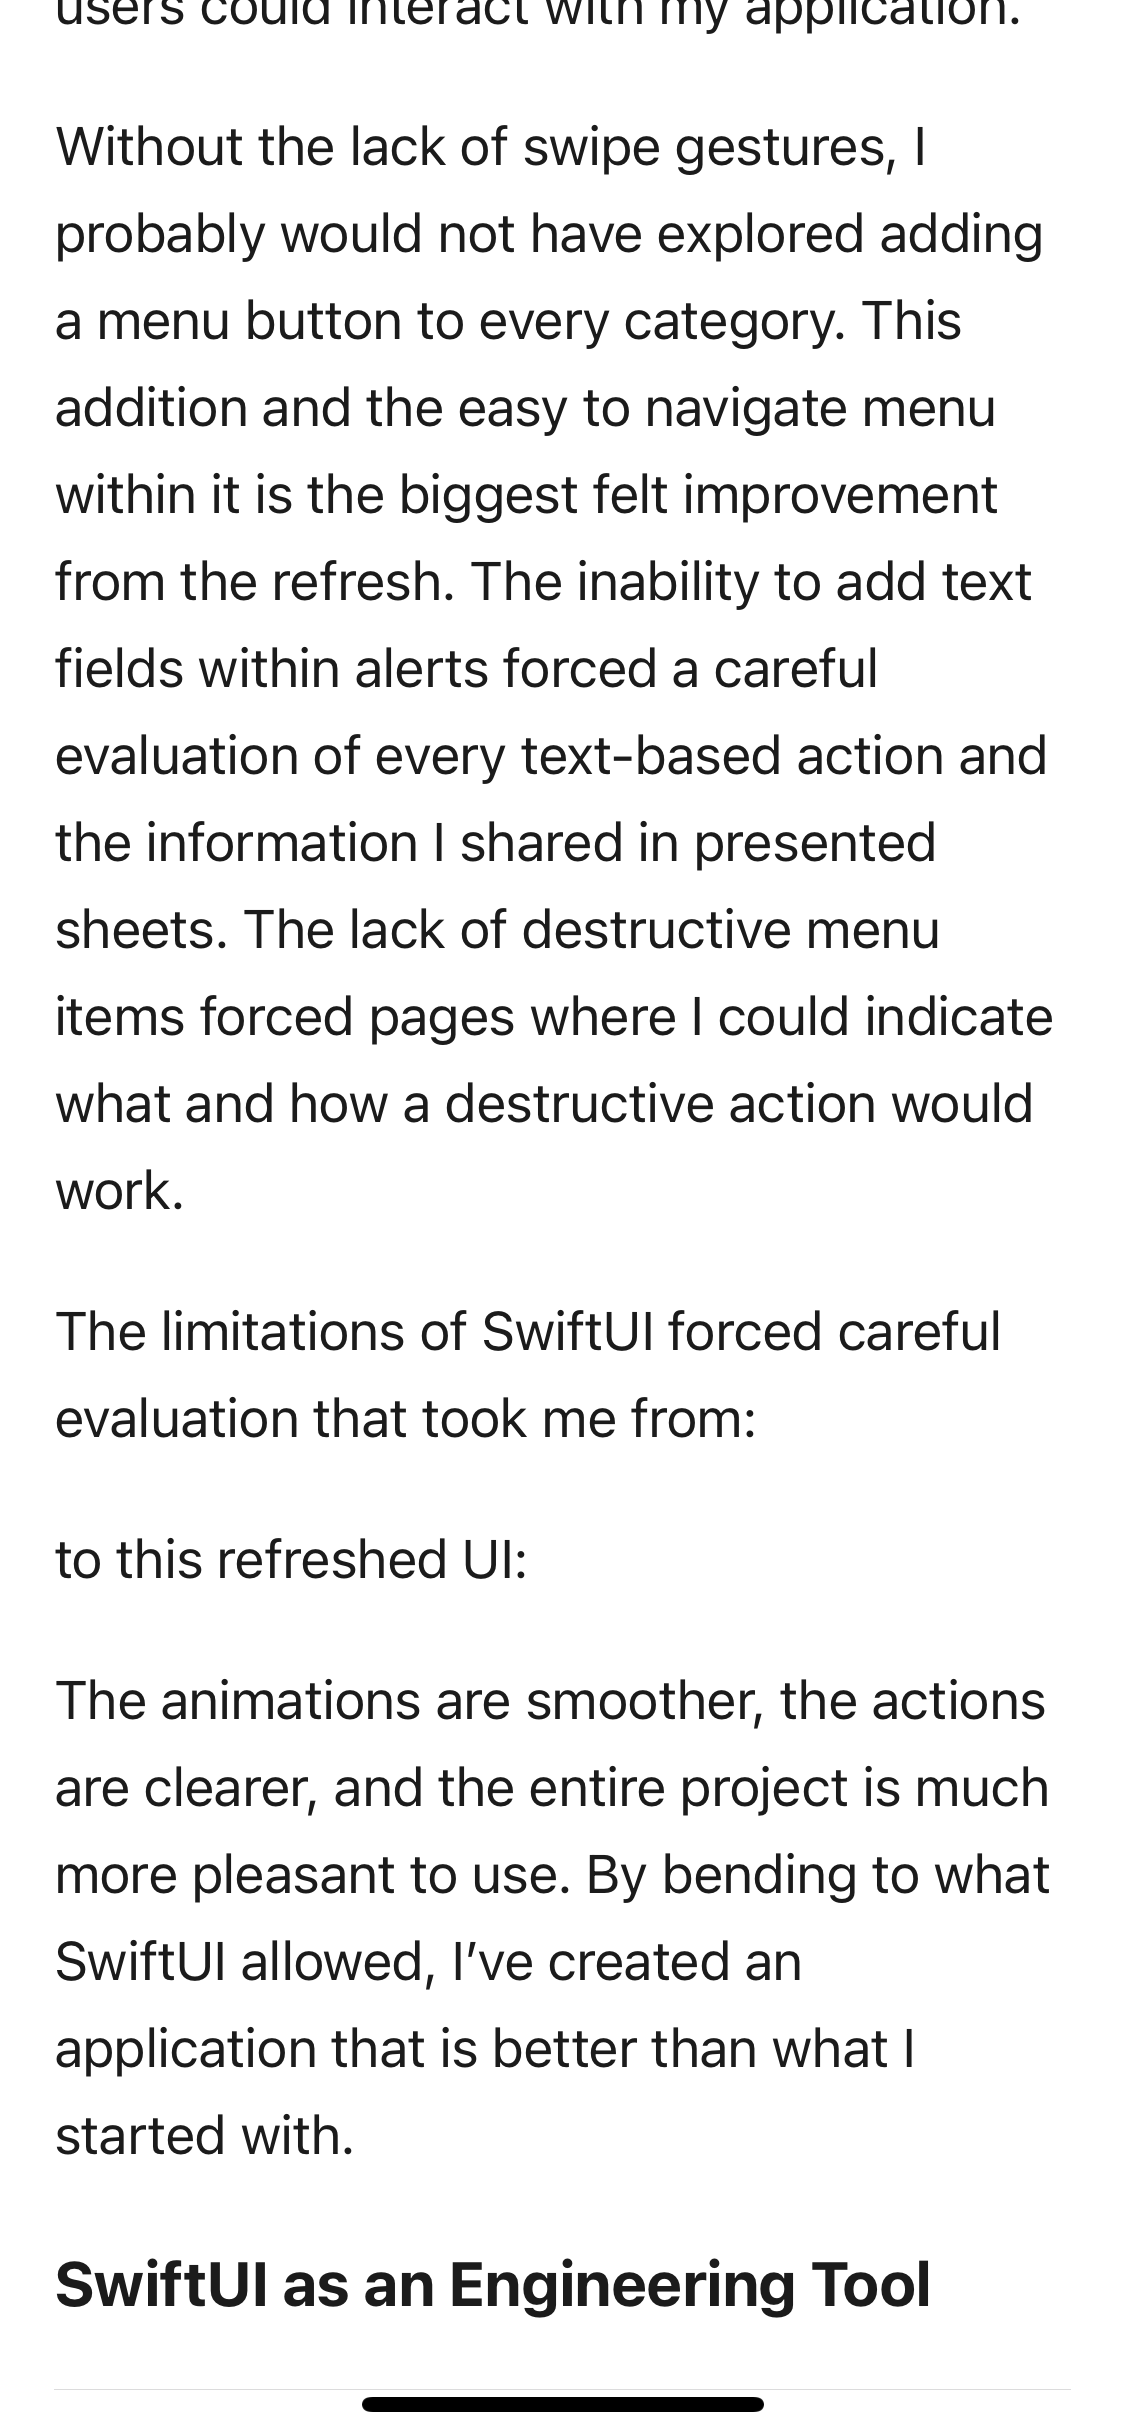 users could interact with my application.
Without the lack of swipe gestures, I
probably would not have explored adding
a menu button to every category. This
addition and the easy to navigate menu
within it is the biggest felt improvement
from the refresh. The inability to add text
fields within alerts forced a careful
evaluation of every text-based action and
the information I shared in presented
sheets. The lack of destructive menu
items forced pages where I could indicate
what and how a destructive action would
work.
The limitations of SwiftUI forced careful
evaluation that took me from:
to this refreshed UI:
The animations are smoother, the actions
are clearer, and the entire project is much
more pleasant to use. By bending to what
SwiftUI allowed, I’ve created an
application that is better than what I
started with.
SwiftUI as an Engineering Tool